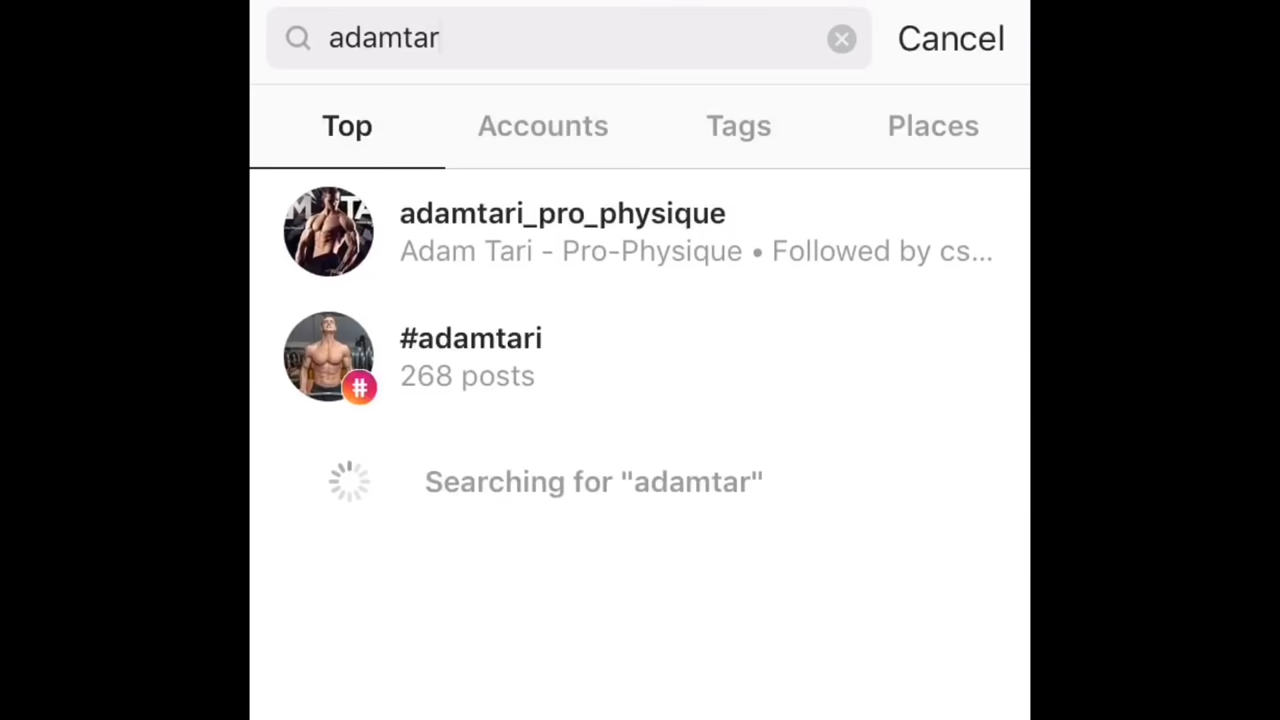 adamtar
Cancel
Top
Accounts
Tags
Places
adamtari_pro_physique
Adam Tari - Pro-Physique • Followed by cs...
#adamtari
268 posts
#
Searching for "adamtar"